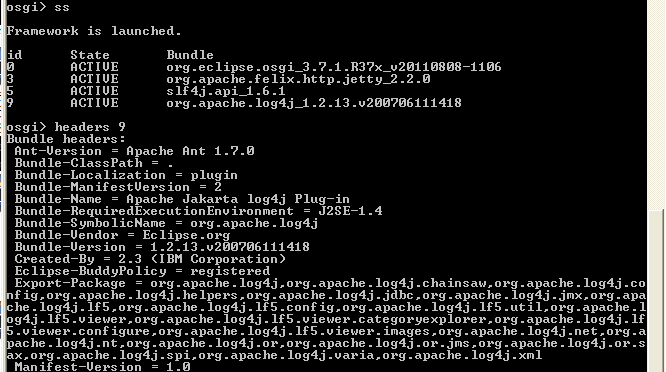 osgi> ss
Framework is launched.
id State Bundle
0 ACTIVE org.eclipse.osgi_3.7.1.R37x_v20110808-1106
3 ACTIVE org.apache.felix.http.jetty_2.2.0
5 ACTIVE slf4j.api_1.6.1
9 ACTIVE org.apache.log4j_1.2.13.v200706111418
osgi> headers 9
Bundle headers:
Ant-Version = Apache Ant 1.7.0
Bundle-ClassPath = .
Bundle-Localization = plugin
Bundle-ManifestVersion = 2
Bundle-Name = Apache Jakarta log4j Plug-in
Bundle-RequiredExecutionEnvironment = J2SE-1.4
Bundle-SymbolicName = org.apache.log4j
Bundle-Vendor = Eclipse.org
Bundle-Version = 1.2.13.v200706111418
Created-By = 2.3 (IBM Corporation)
Eclipse-BuddyPolicy = registered
Export-Package = org.apache.log4j,org.apache.log4j.chainsaw,org.apache.log4j.co
nfig,org.apache.log4j.helpers,org.apache.log4j.jdbc,org.apache.log4j.jmx,org.apa
che.log4j.lf5,org.apache.log4j.lf5.config,org.apache.log4j.lf5.util,org.apache.l
og4j.lf5.viewer,org.apache.log4j.lf5.viewer.categoryexplorer,org.apache.log4j.lf
5.viewer.configure,org.apache.log4j.lf5.viewer.images,org.apache.log4j.net,org.a
pache.log4j.nt,org.apache.log4j.or,org.apache.log4j.or.jms,org.apache.log4j.or.s
ax,org.apache.log4j.spi,org.apache.log4j.varia,org.apache.log4j.xml
Manifest-Version = 1.0